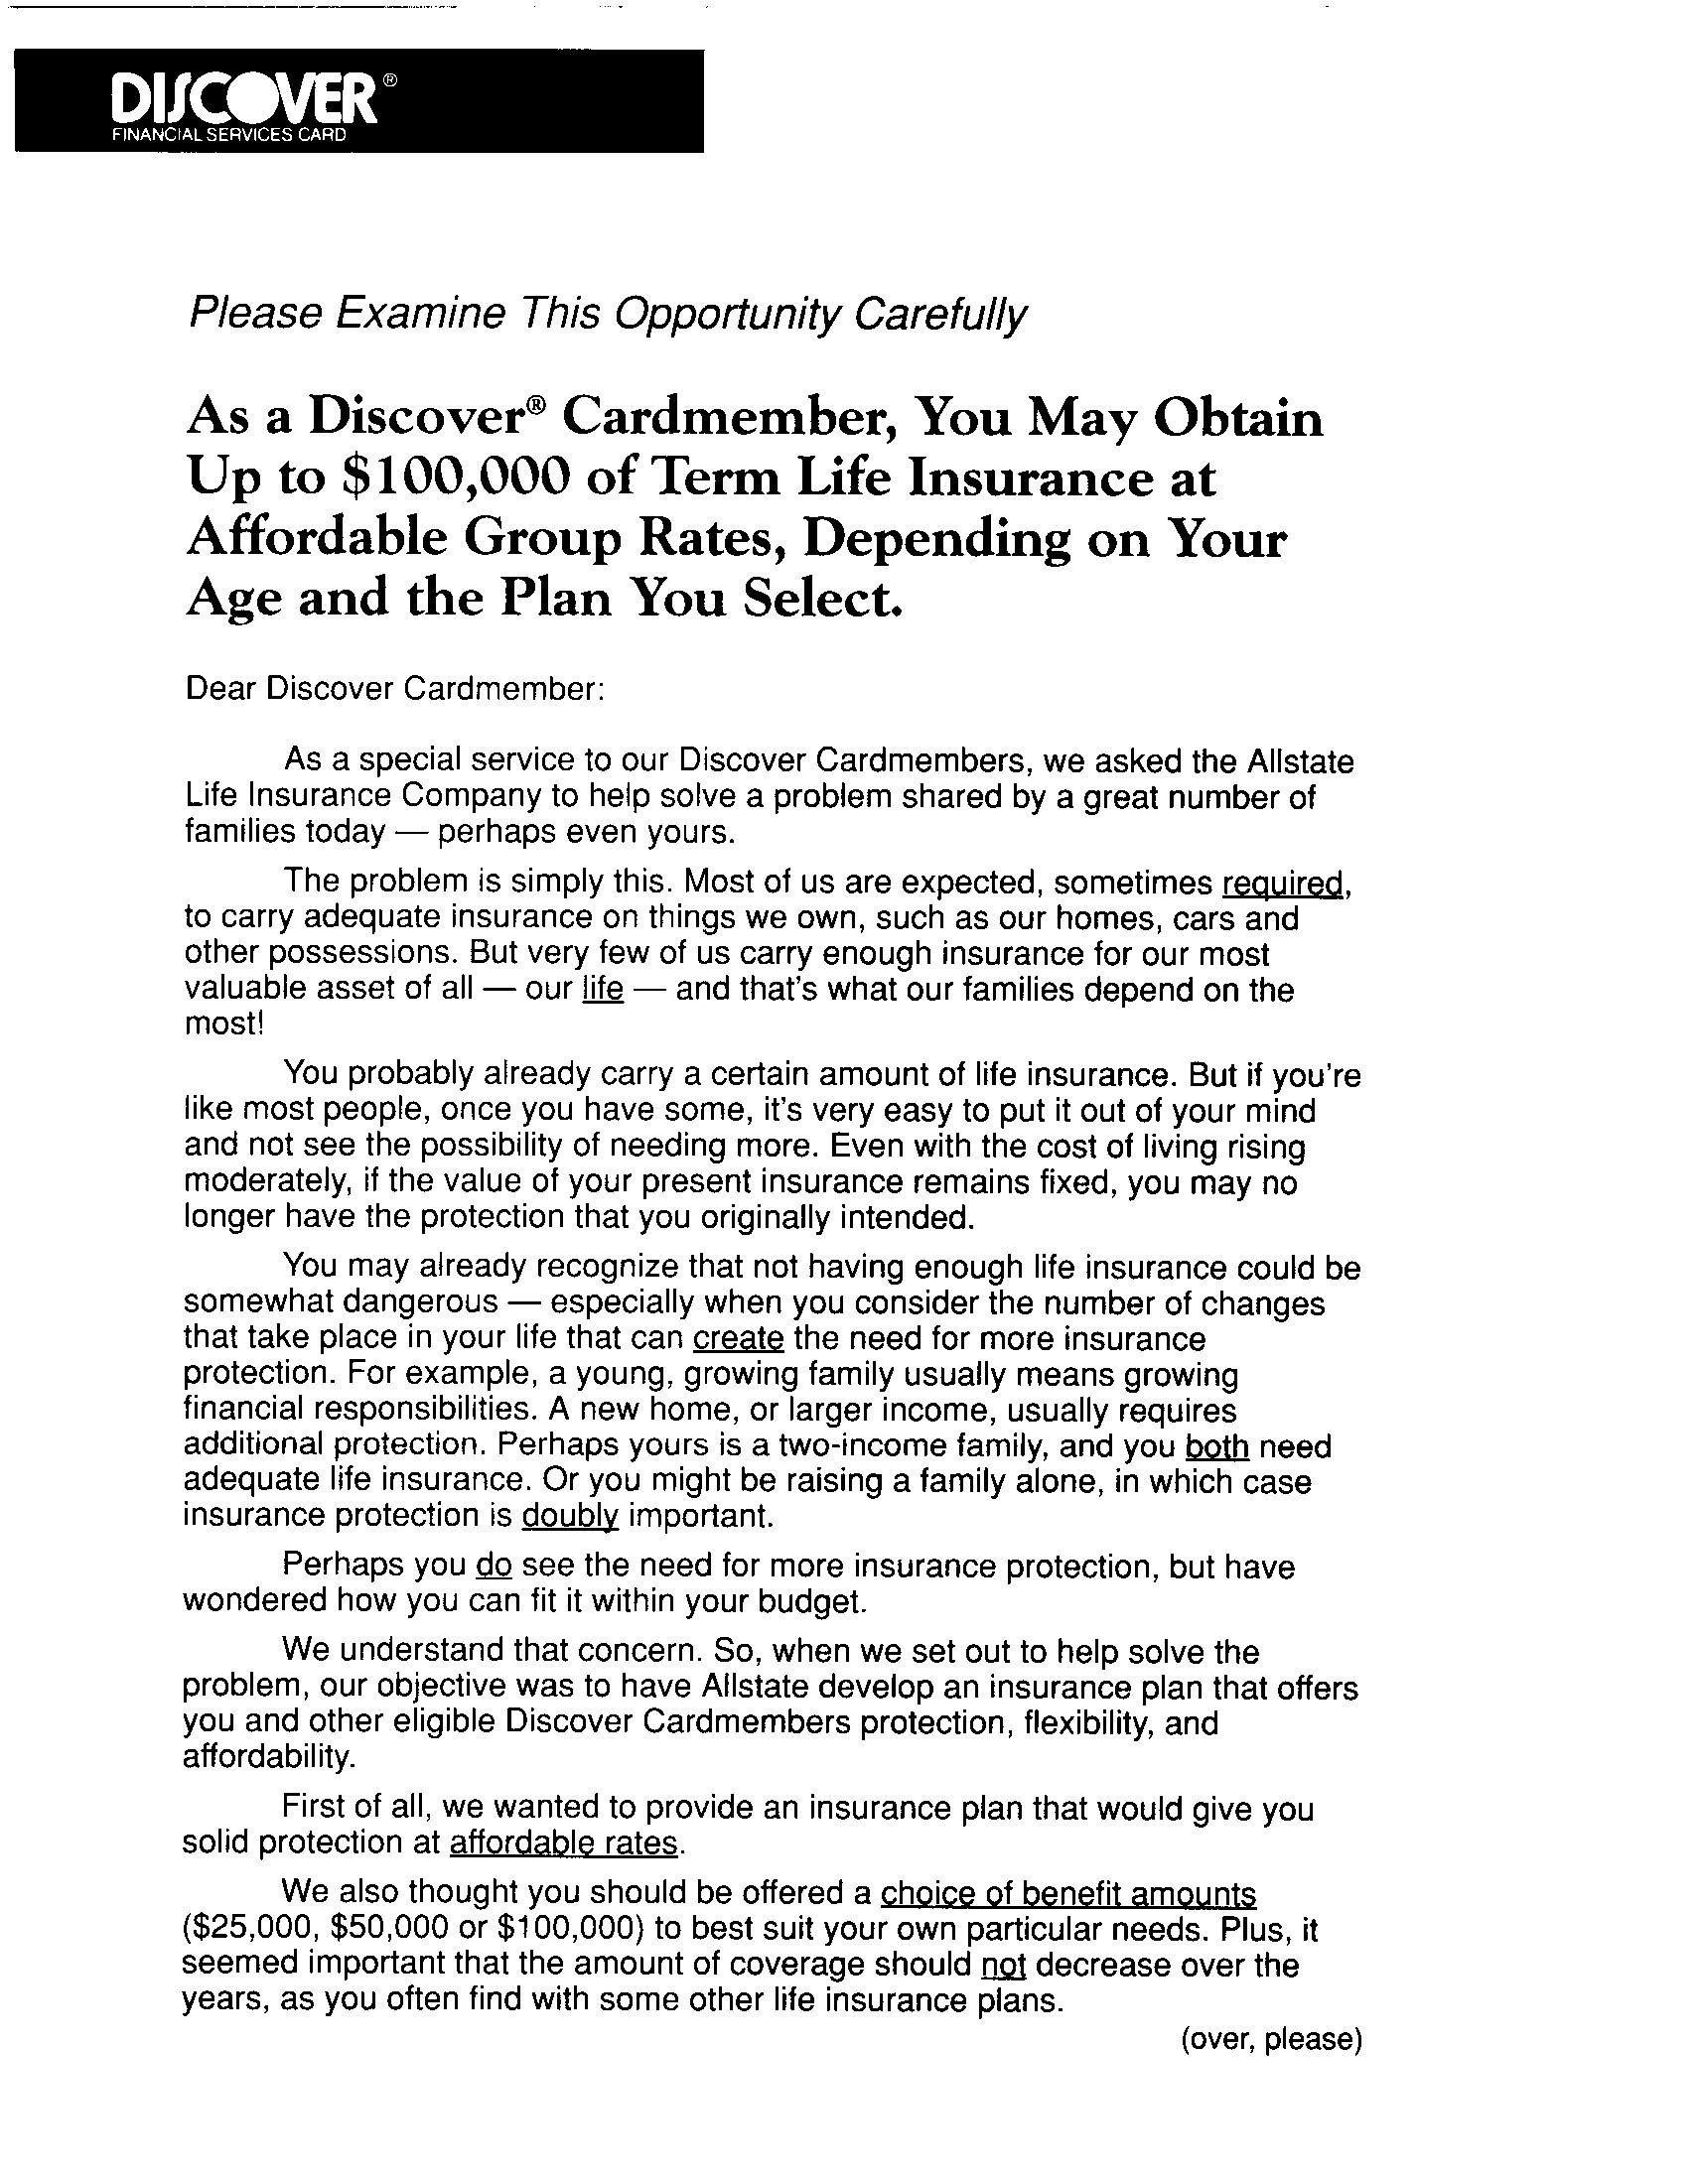 DISCOVER®
FINANCIAL SERVICES CARD
Please Examine This Opportunity Carefully
As a Discover® Cardmember, You May Obtain
Up to $100,000 of Term Life Insurance at
Affordable Group Rates, Depending on Your
Age and the Plan You Select.
Dear Discover Cardmember:
As a special service to our Discover Cardmembers, we asked the Allstate
Life Insurance Company to help solve a problem shared by a great number of
families today — perhaps even yours.
The problem is simply this. Most of us are expected, sometimes required,
to carry adequate insurance on things we own, such as our homes, cars and
other possessions. But very few of us carry enough insurance for our most
valuable asset of all — our life — and that's what our families depend on the
most!
You probably already carry a certain amount of life insurance. But if you're
like most people, once you have some, it's very easy to put it out of your mind
and not see the possibility of needing more. Even with the cost of living rising
moderately, if the value of your present insurance remains fixed, you may no
longer have the protection that you originally intended.
You may already recognize that not having enough life insurance could be
somewhat dangerous — especially when you consider the number of changes
that take place in your life that can create the need for more insurance
protection. For example, a young, growing family usually means growing
financial responsibilities. A new home, or larger income, usually requires
additional protection. Perhaps yours is a two-income family, and you both need
adequate life insurance. Or you might be raising a family alone, in which case
insurance protection is doubly important.
Perhaps you do see the need for more insurance protection, but have
wondered how you can fit it within your budget.
We understand that concern. So, when we set out to help solve the
problem, our objective was to have Allstate develop an insurance plan that offers
you and other eligible Discover Cardmembers protection, flexibility, and
affordability.
First of all, we wanted to provide an insurance plan that would give you
solid protection at affordable rates.
We also thought you should be offered a choice of benefit amounts
($25,000, $50,000 or $100,000) to best suit your own particular needs. Plus, it
seemed important that the amount of coverage should not decrease over the
years, as you often find with some other life insurance plans.
(over, please)